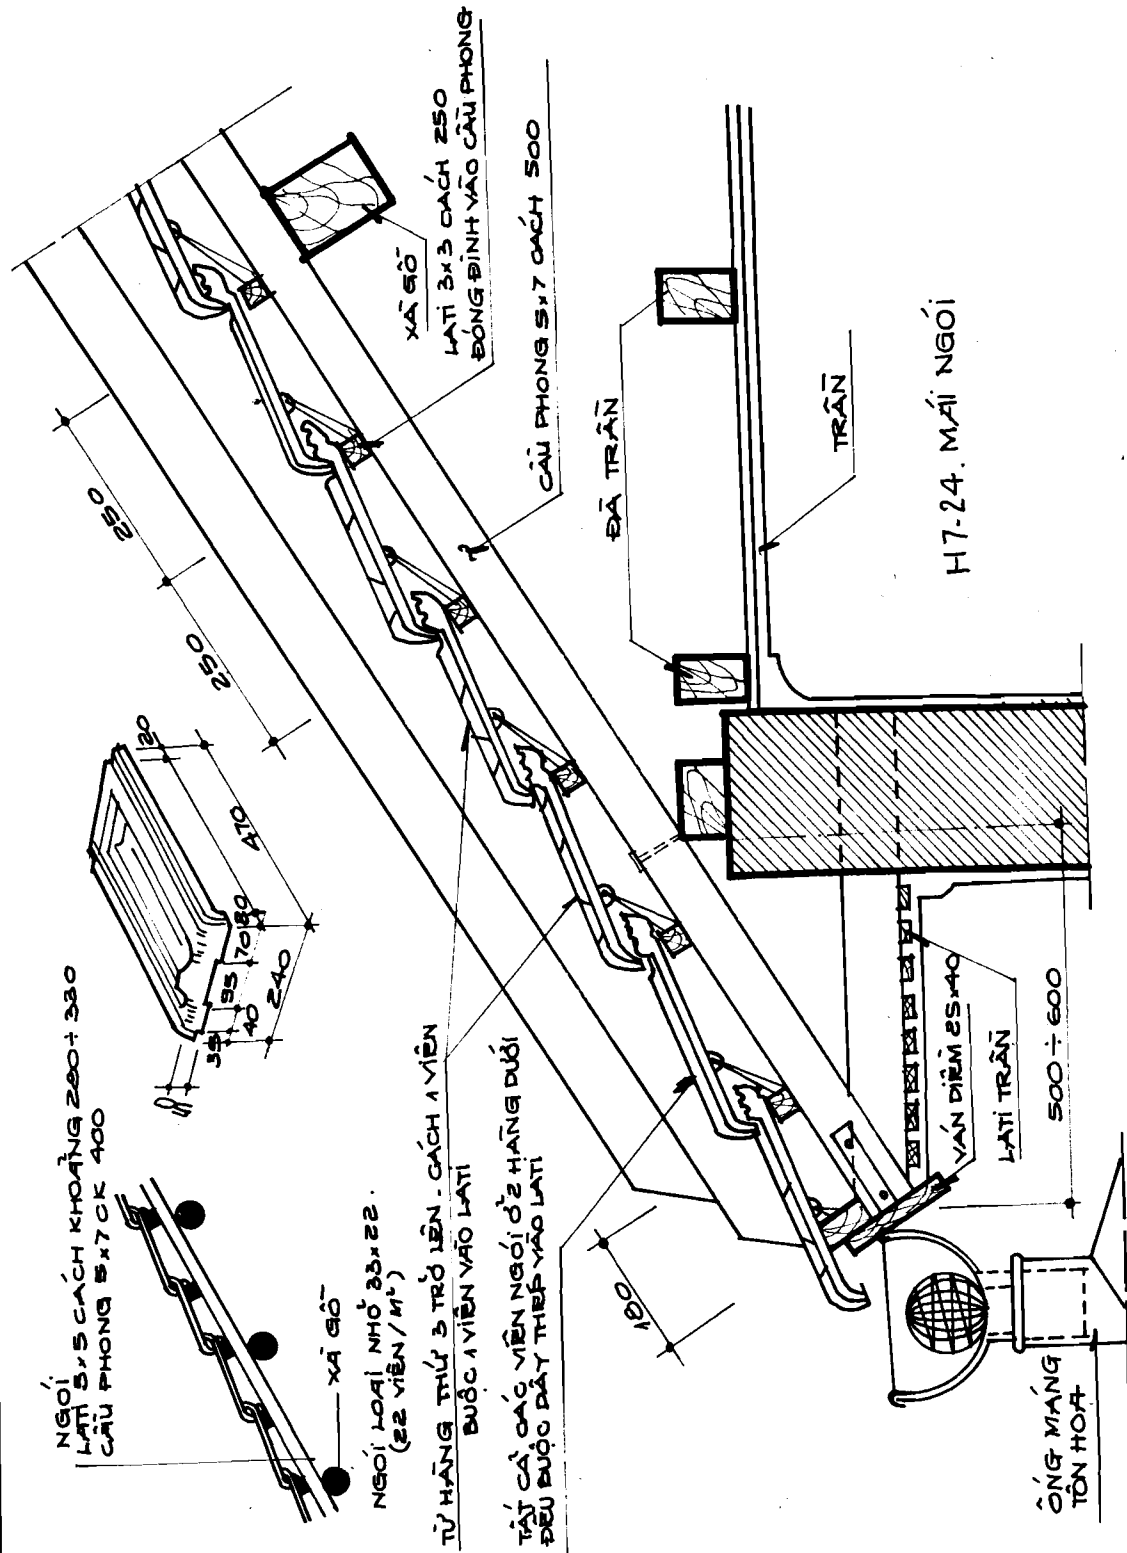 NGÓI
LATI 5x5 CÁCH KHOẢNG 280÷330
CẦU PHONG 5x7 CK 400
XÀ GỒ
NGÓI LOẠI NHỎ 33x22.
(22 VIÊN/M²)
TỪ HÀNG THỨ 3 TRỞ LÊN - CÁCH 1 VIÊN
BUỘC 1 VIÊN VÀO LATI
TẤT CẢ CÁC VIÊN NGÓI Ở 2 HÀNG DƯỚI
ĐỀU BUỘC DÂY THÉP VÀO LATI
35
40
95
70
80
240
470
20
250
250
180
XÀ GỒ
LATI 3x3 CÁCH 250
ĐÓNG ĐINH VÀO CẦU PHONG
CẦU PHONG 5x7 CÁCH 500
ĐÀ TRẦN
TRẦN
VÁN DIỀM 25x40
LATI TRẦN
500÷600
ỐNG MÁNG
TÔN HOA
H7-24. MÁI NGÓI